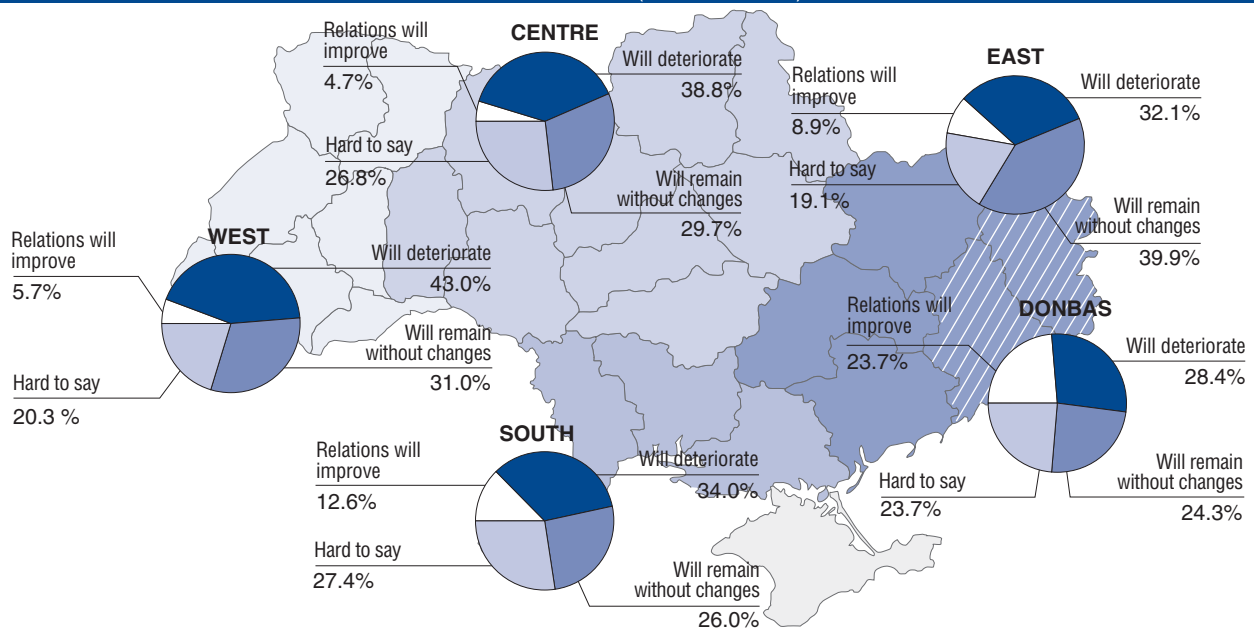 CENTRE
Relations will
improve
4.7%
Will deteriorate
38.8%
Hard to say
26.8%
Will remain
without changes
29.7%
EAST
Relations will
improve
8.9%
Will deteriorate
32.1%
Hard to say
19.1%
Will remain
without changes
39.9%
WEST
Relations will
improve
5.7%
Will deteriorate
43.0%
Will remain
without changes
31.0%
Hard to say
20.3 %
DONBAS
Relations will
improve
23.7%
Will deteriorate
28.4%
Hard to say
23.7%
Will remain
without changes
24.3%
SOUTH
Relations will
improve
12.6%
Will deteriorate
34.0%
Hard to say
27.4%
Will remain
without changes
26.0%